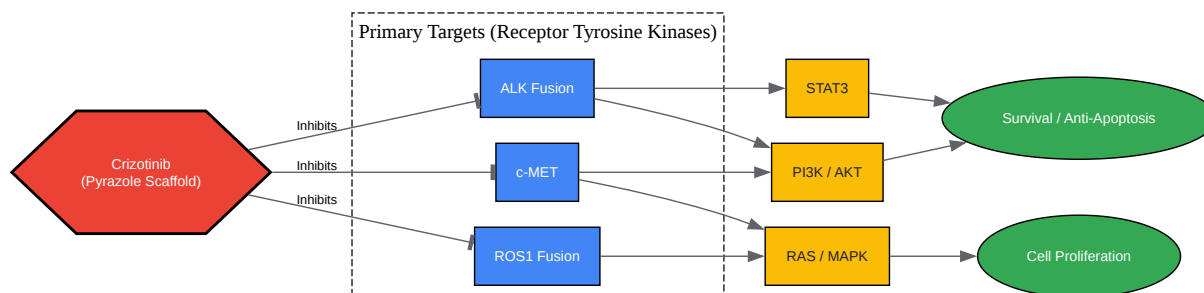 Primary Targets (Receptor Tyrosine Kinases)
Crizotinib
(Pyrazole Scaffold)
Inhibits
Inhibits
Inhibits
ALK Fusion
c-MET
ROS1 Fusion
STAT3
PI3K / AKT
RAS / MAPK
Survival / Anti-Apoptosis
Cell Proliferation